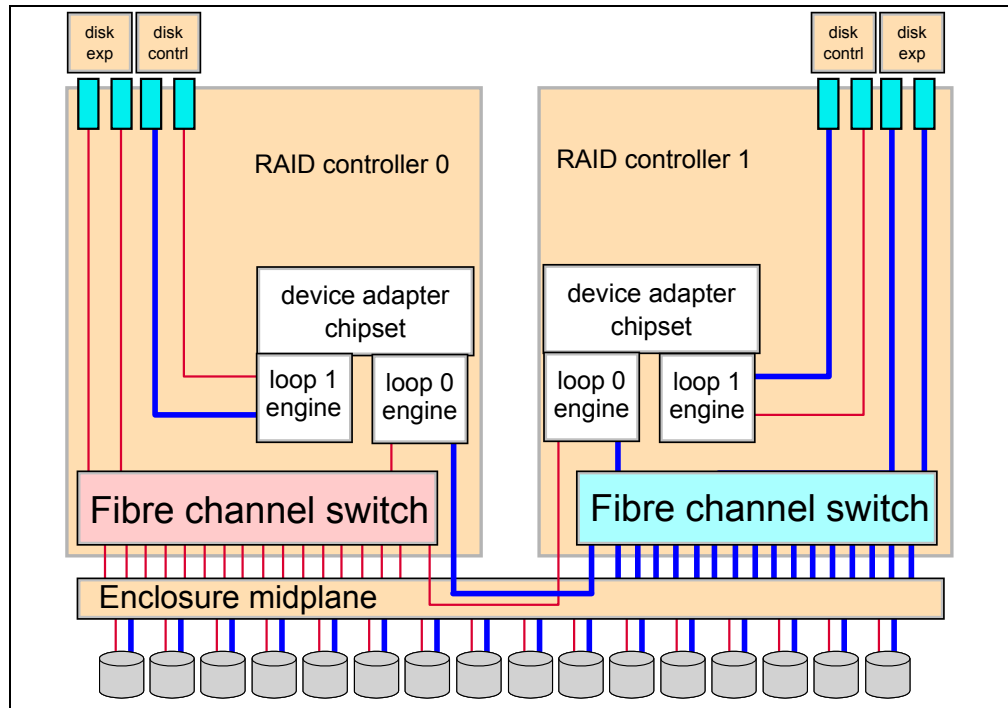 disk
exp
disk
contrl
disk
contrl
disk
exp
RAID controller 0
RAID controller 1
device adapter
chipset
device adapter
chipset
loop 1
engine
loop 0
engine
loop 0
engine
loop 1
engine
Fibre channel switch
Fibre channel switch
Enclosure midplane